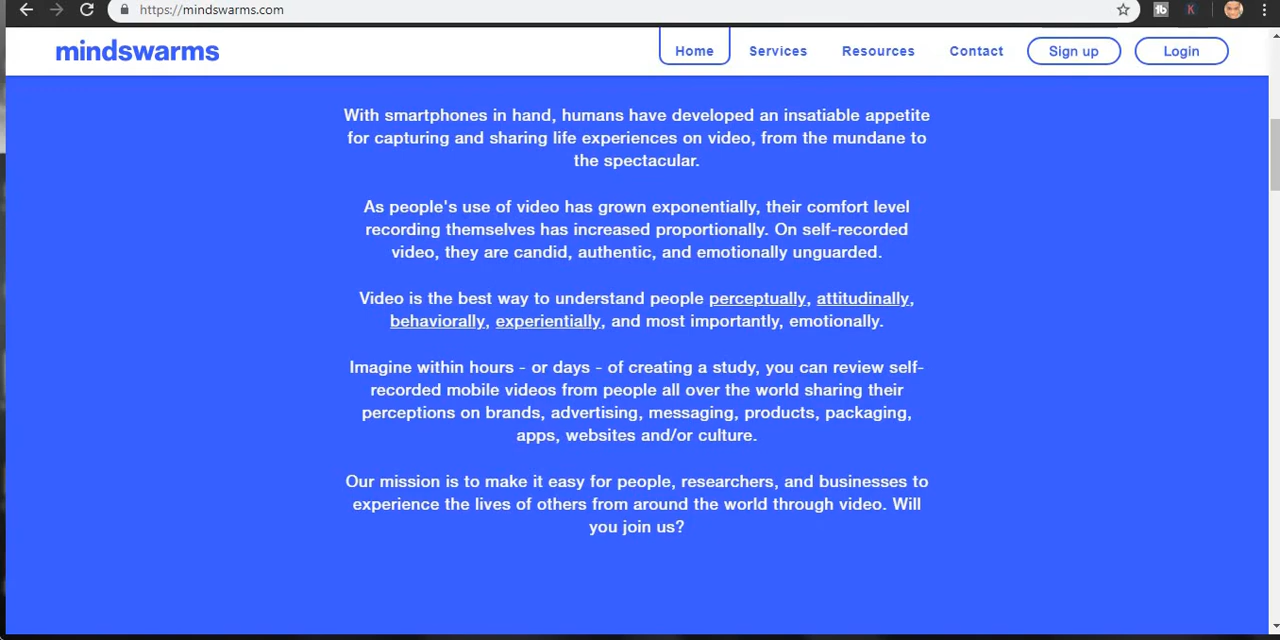 https://mindswarms.com
mindswarms
Home Services Resources Contact Sign up Login
With smartphones in hand, humans have developed an insatiable appetite
for capturing and sharing life experiences on video, from the mundane to
the spectacular.
As people's use of video has grown exponentially, their comfort level
recording themselves has increased proportionally. On self-recorded
video, they are candid, authentic, and emotionally unguarded.
Video is the best way to understand people perceptually, attitudinally,
behaviorally, experientially, and most importantly, emotionally.
Imagine within hours - or days - of creating a study, you can review self-
recorded mobile videos from people all over the world sharing their
perceptions on brands, advertising, messaging, products, packaging,
apps, websites and/or culture.
Our mission is to make it easy for people, researchers, and businesses to
experience the lives of others from around the world through video. Will
you join us?